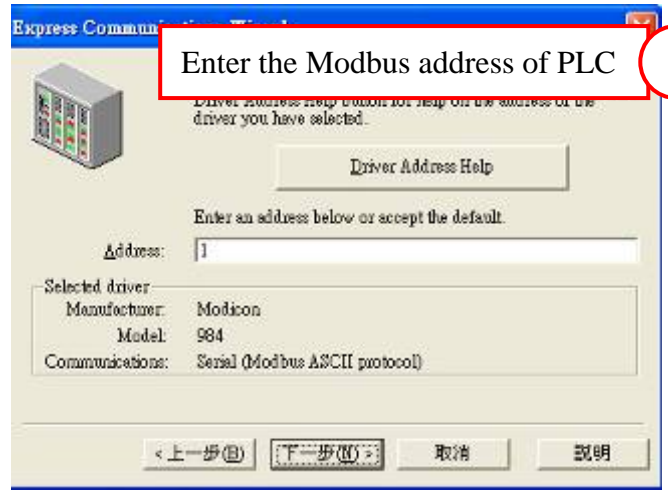 Express Commun
Enter the Modbus address of PLC
Driver Address Help button for help on the address of the
driver you have selected.
Driver Address Help
Enter an address below or accept the default.
Address: 1
Selected driver
Manufacturer: Modicon
Model: 984
Communications: Serial (Modbus ASCII protocol)
<上一步(B) 下一步(N)> 取消 說明